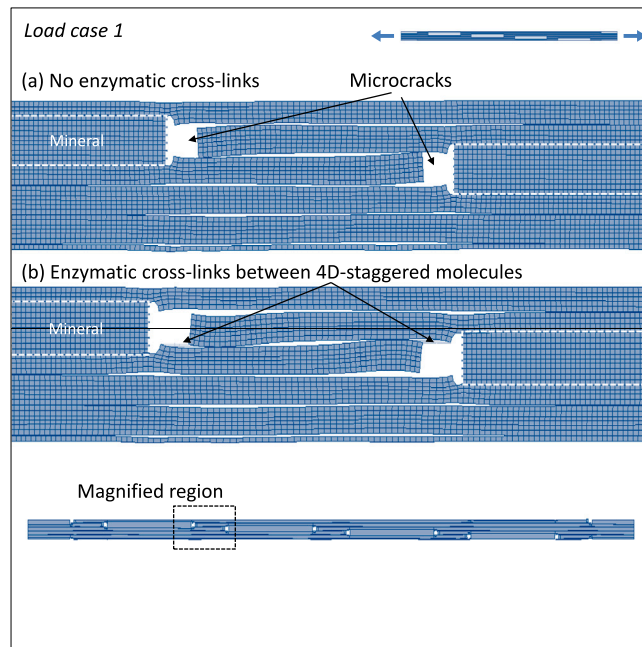 Load case 1
(a) No enzymatic cross-links
Microcracks
Mineral
(b) Enzymatic cross-links between 4D-staggered molecules
Mineral
Magnified region